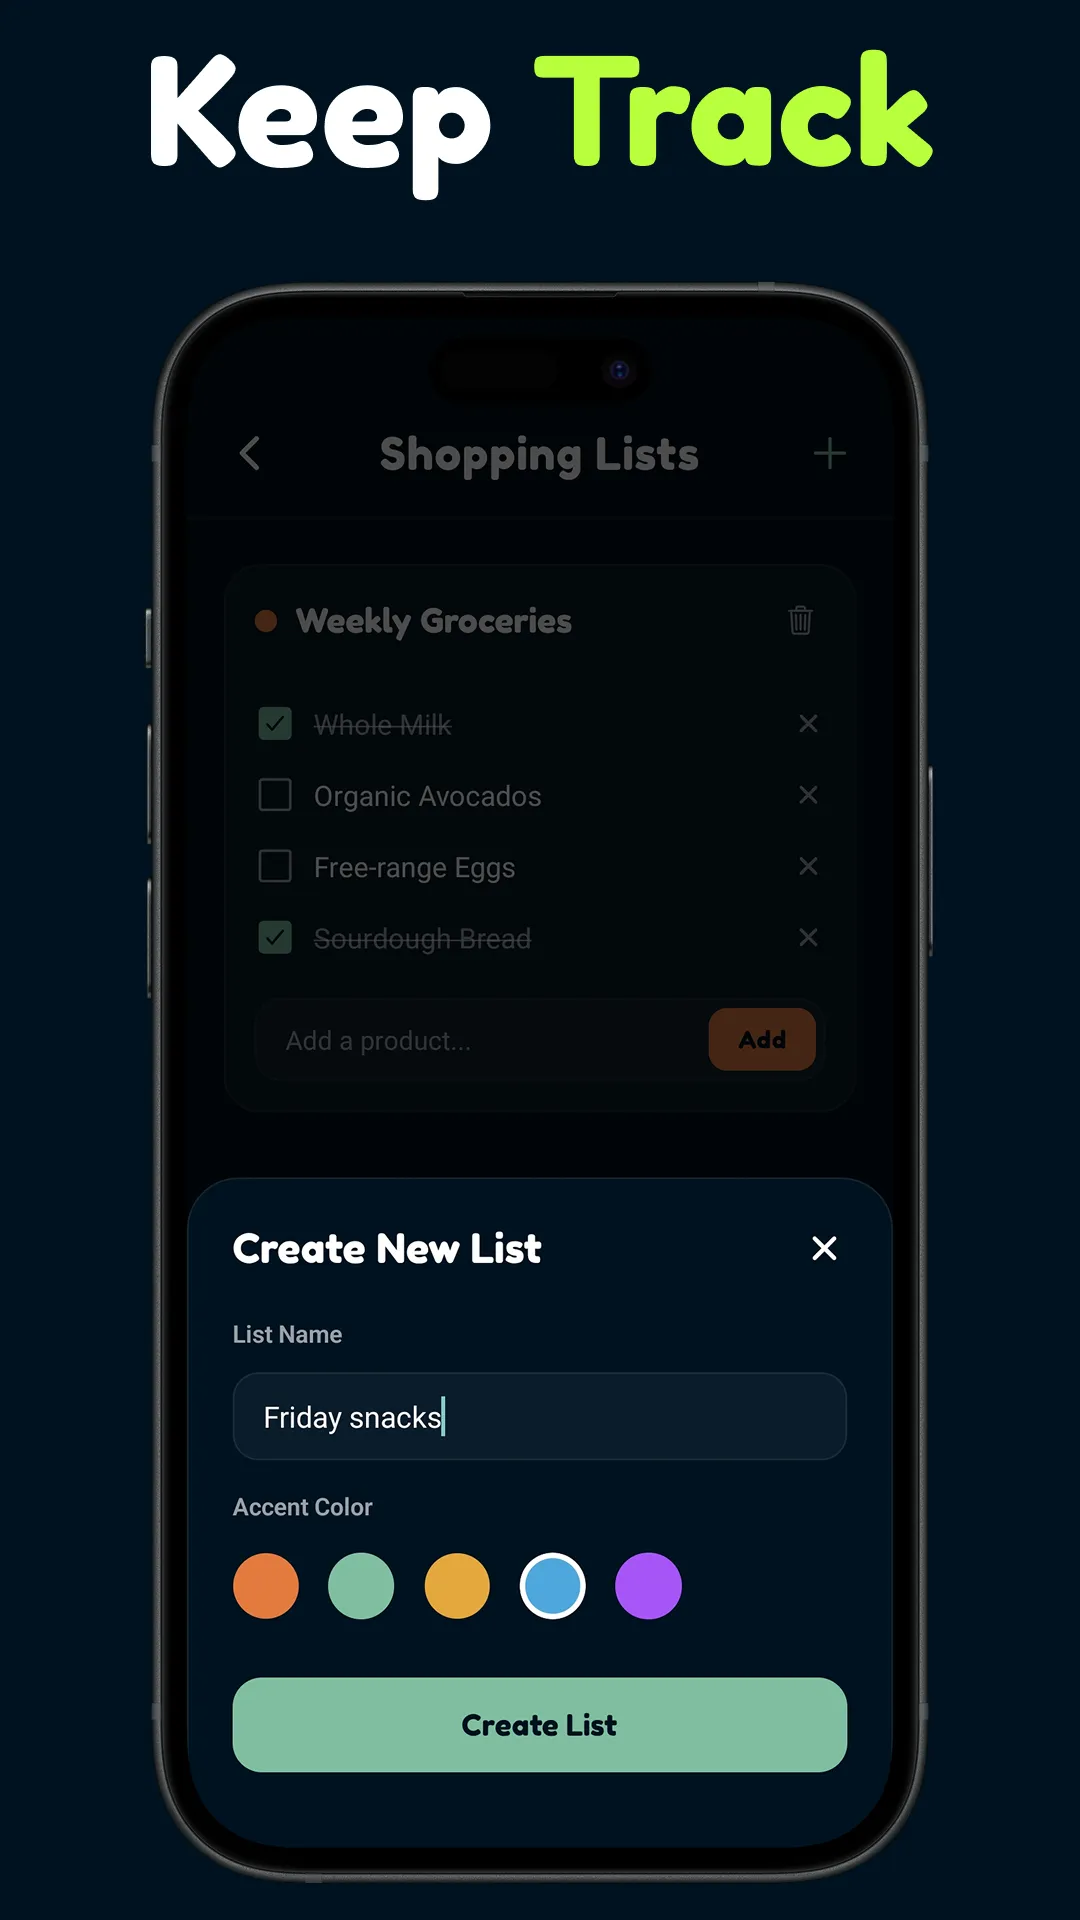 Keep Track
Shopping Lists
Weekly Groceries
Whole Milk
Organic Avocados
Free-range Eggs
Sourdough Bread
Add a product...
Add
Create New List
List Name
Friday snacks
Accent Color
Create List